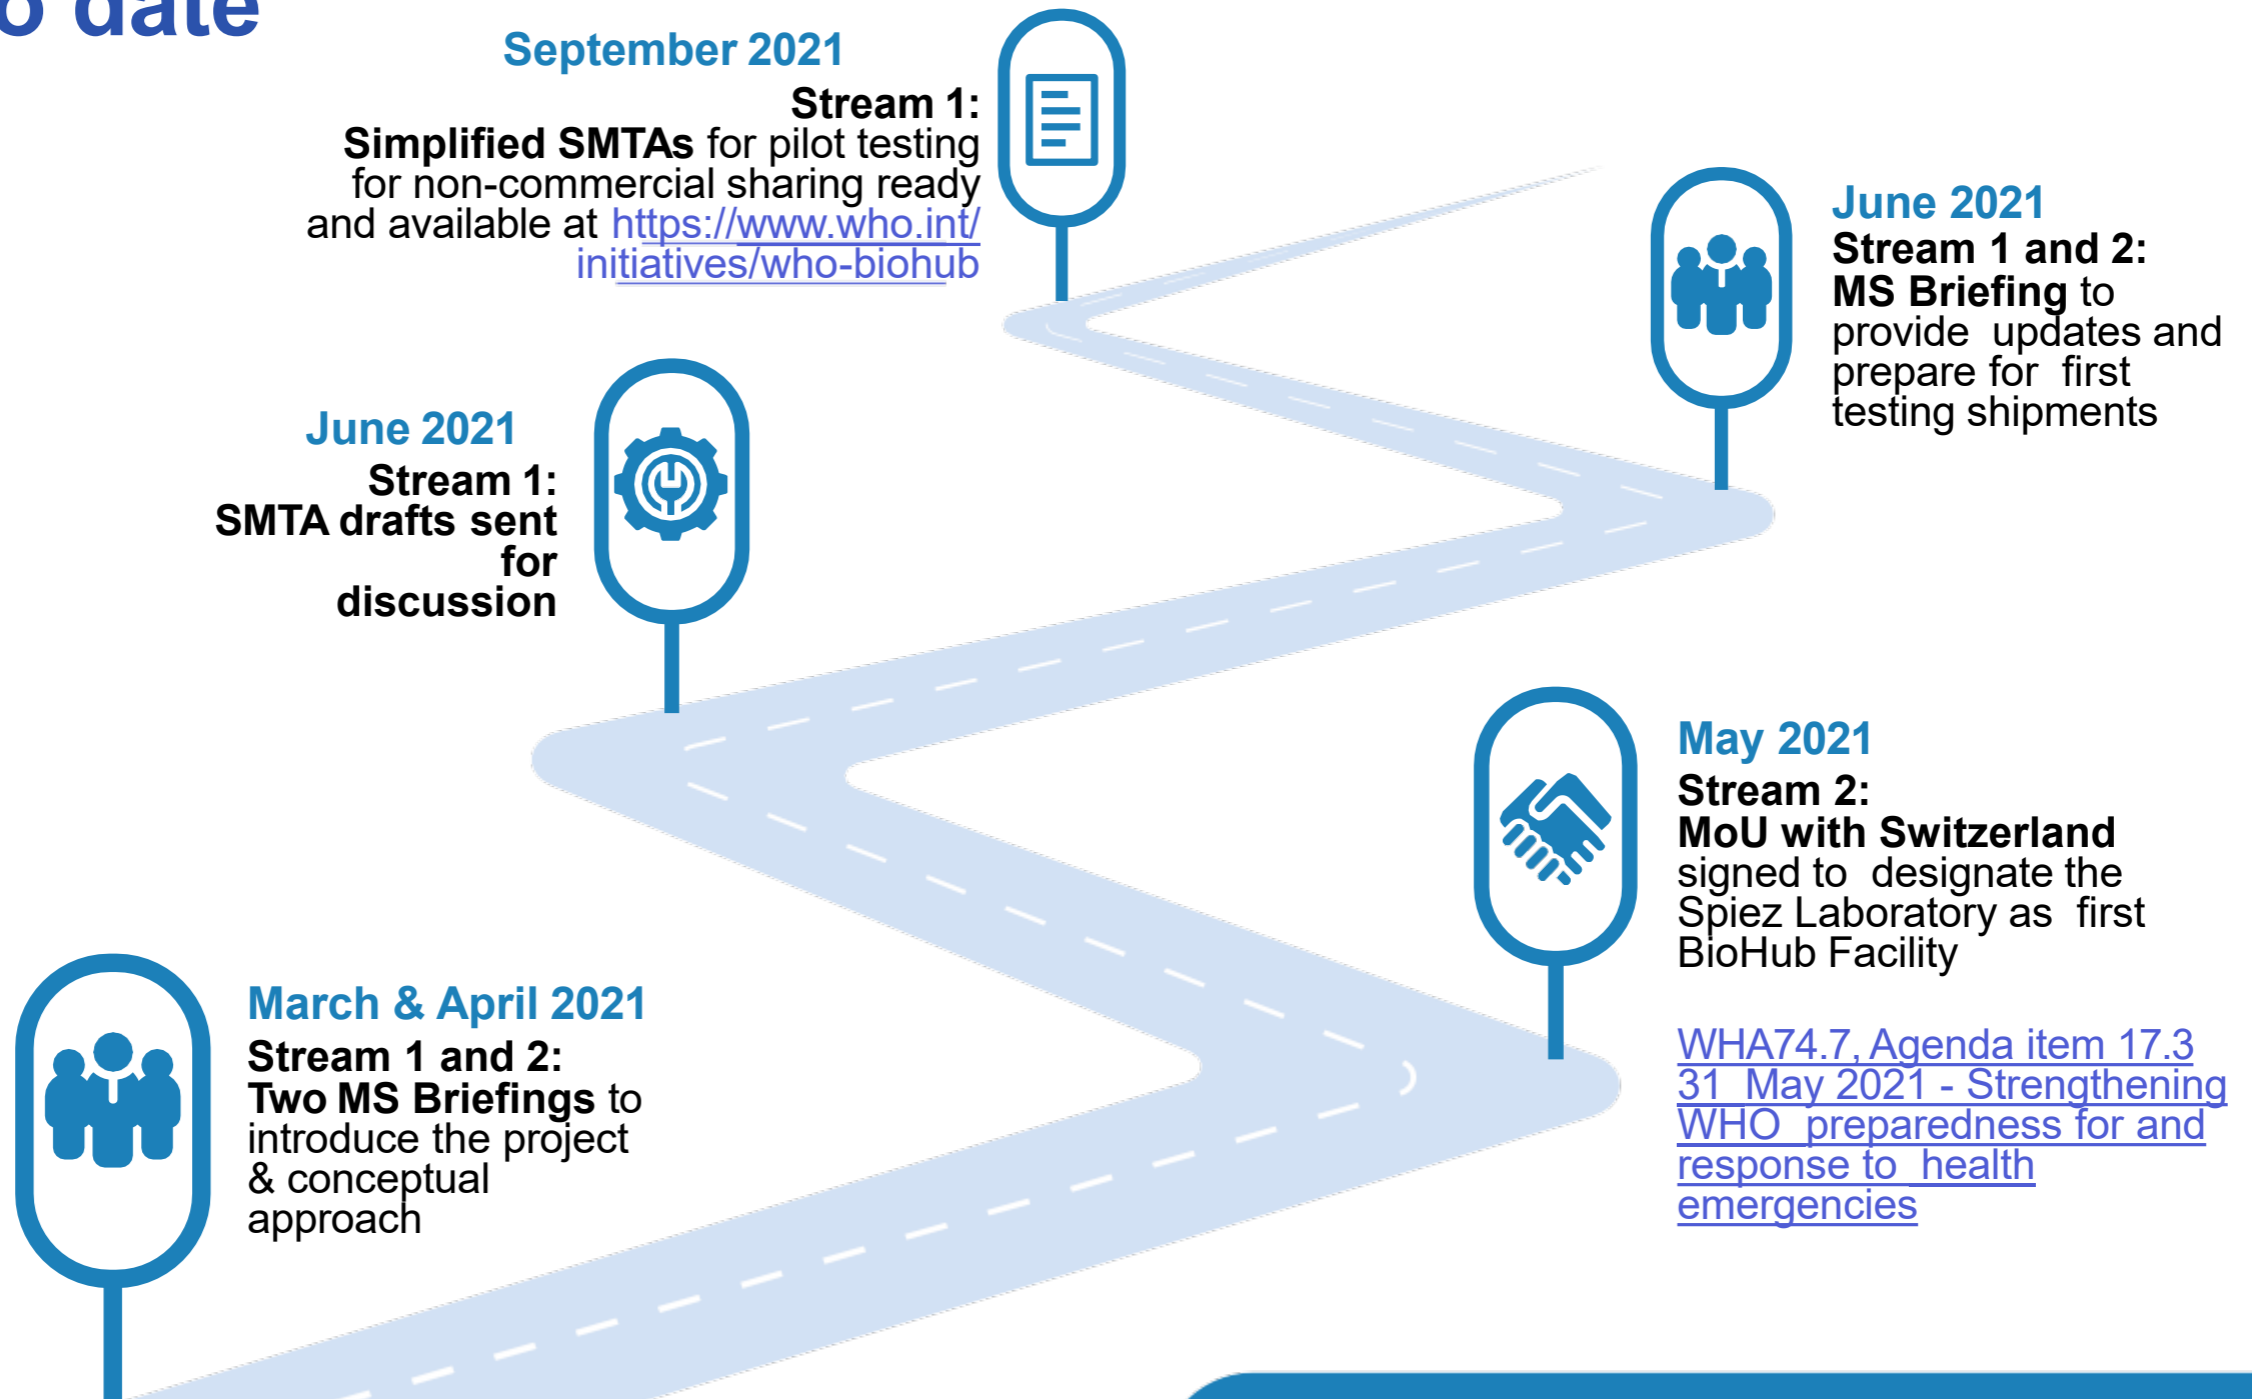 o date
September 2021
Stream 1:
Simplified SMTAs for pilot testing
for non-commercial sharing ready
and available at https://www.who.int/
initiatives/who-biohub
June 2021
Stream 1 and 2:
MS Briefing to
provide updates and
prepare for first
testing shipments
June 2021
Stream 1:
SMTA drafts sent
for
discussion
May 2021
Stream 2:
MoU with Switzerland
signed to designate the
Spiez Laboratory as first
BioHub Facility
WHA74.7, Agenda item 17.3
31 May 2021 - Strengthening
WHO preparedness for and
response to health
emergencies
March & April 2021
Stream 1 and 2:
Two MS Briefings to
introduce the project
& conceptual
approach